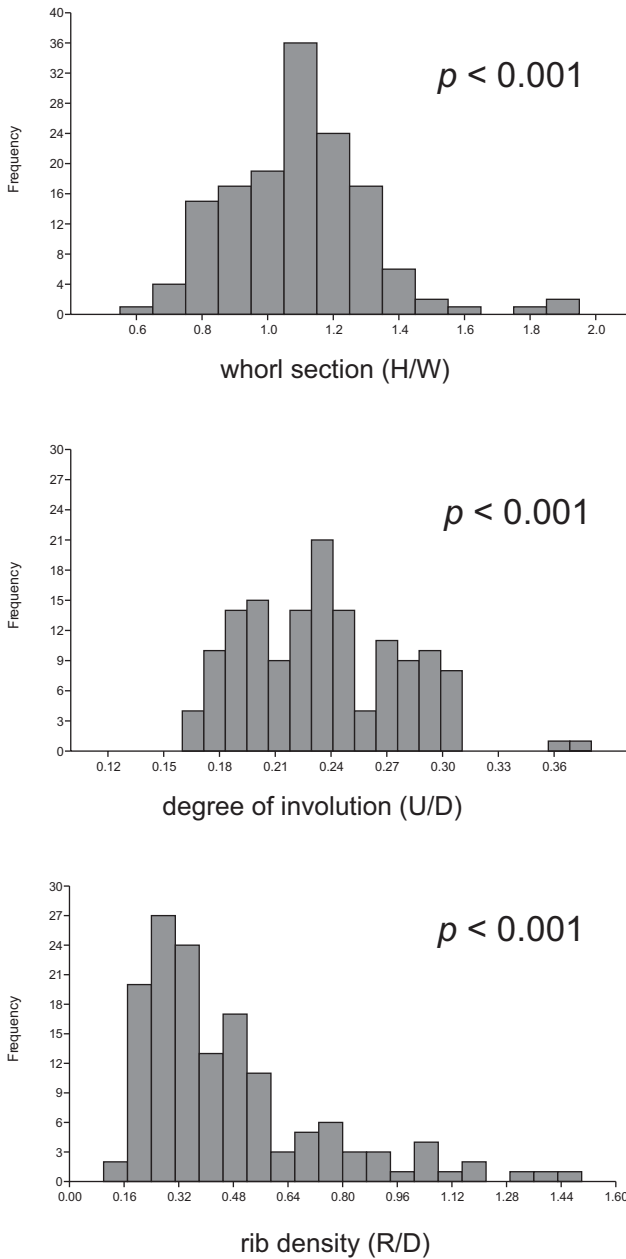 40
36
32
28
24
20
16
12
8
4
0
Frequency
p < 0.001
0.6 0.8 1.0 1.2 1.4 1.6 1.8 2.0
whorl section (H/W)
30
27
24
21
18
15
12
9
6
3
0
Frequency
p < 0.001
0.12 0.15 0.18 0.21 0.24 0.27 0.30 0.33 0.36
degree of involution (U/D)
30
27
24
21
18
15
12
9
6
3
0
Frequency
p < 0.001
0.00 0.16 0.32 0.48 0.64 0.80 0.96 1.12 1.28 1.44 1.60
rib density (R/D)